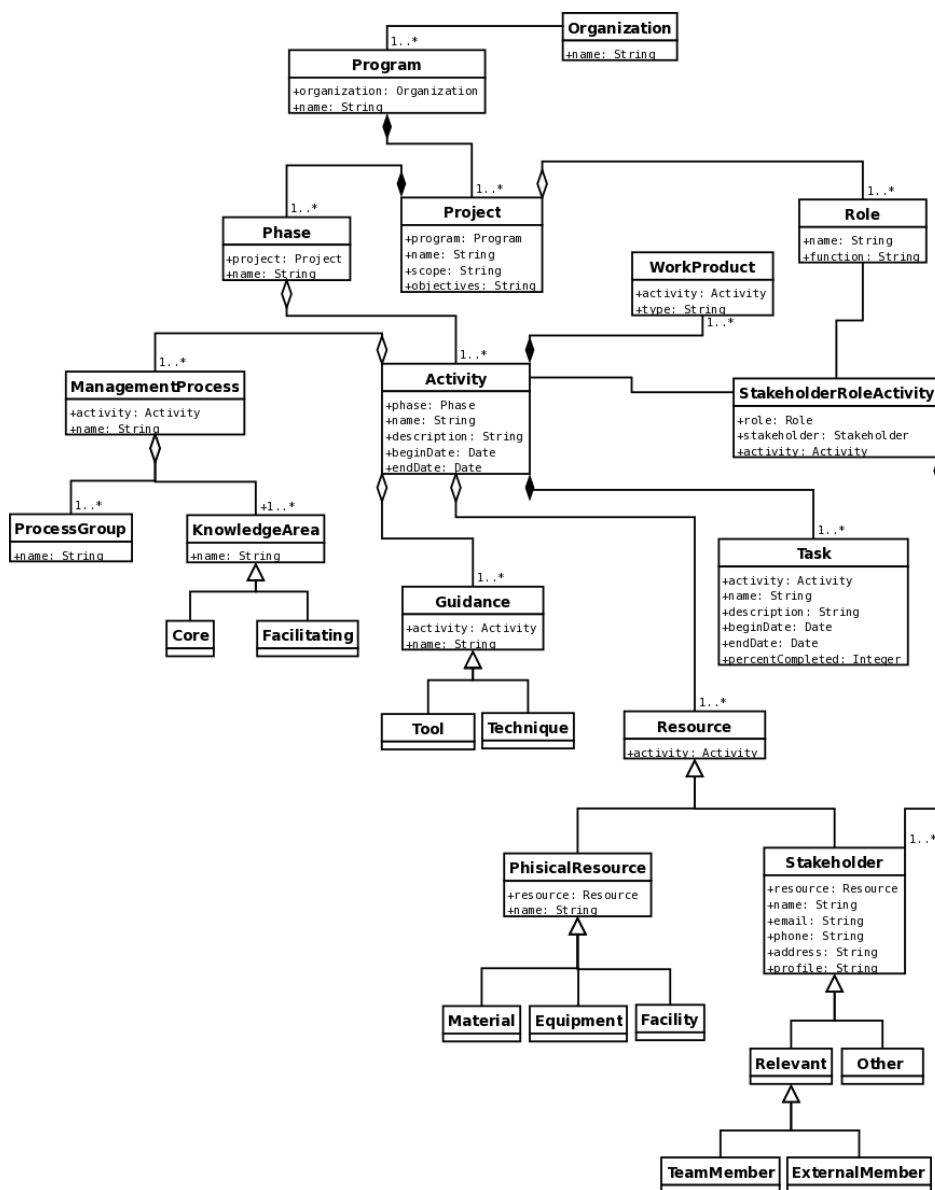 Organization
+name: String
1..*
Program
+organization: Organization
+name: String
1..*
1..*
1..*
Project
+program: Program
+name: String
+scope: String
+objectives: String
Phase
+project: Project
+name: String
Role
+name: String
+function: String
WorkProduct
+activity: Activity
+type: String
1..*
1..*
1..*
ManagementProcess
+activity: Activity
+name: String
Activity
+phase: Phase
+name: String
+description: String
+beginDate: Date
+endDate: Date
StakeholderRoleActivity
+role: Role
+stakeholder: Stakeholder
+activity: Activity
1..*
+1..*
1..*
ProcessGroup
+name: String
KnowledgeArea
+name: String
Task
+activity: Activity
+name: String
+description: String
+beginDate: Date
+endDate: Date
+percentCompleted: Integer
1..*
Guidance
+activity: Activity
+name: String
Core
Facilitating
Tool
Technique
1..*
Resource
+activity: Activity
1..*
PhisicalResource
+resource: Resource
+name: String
Stakeholder
+resource: Resource
+name: String
+email: String
+phone: String
+address: String
+profile: String
Material
Equipment
Facility
Relevant
Other
TeamMember
ExternalMember